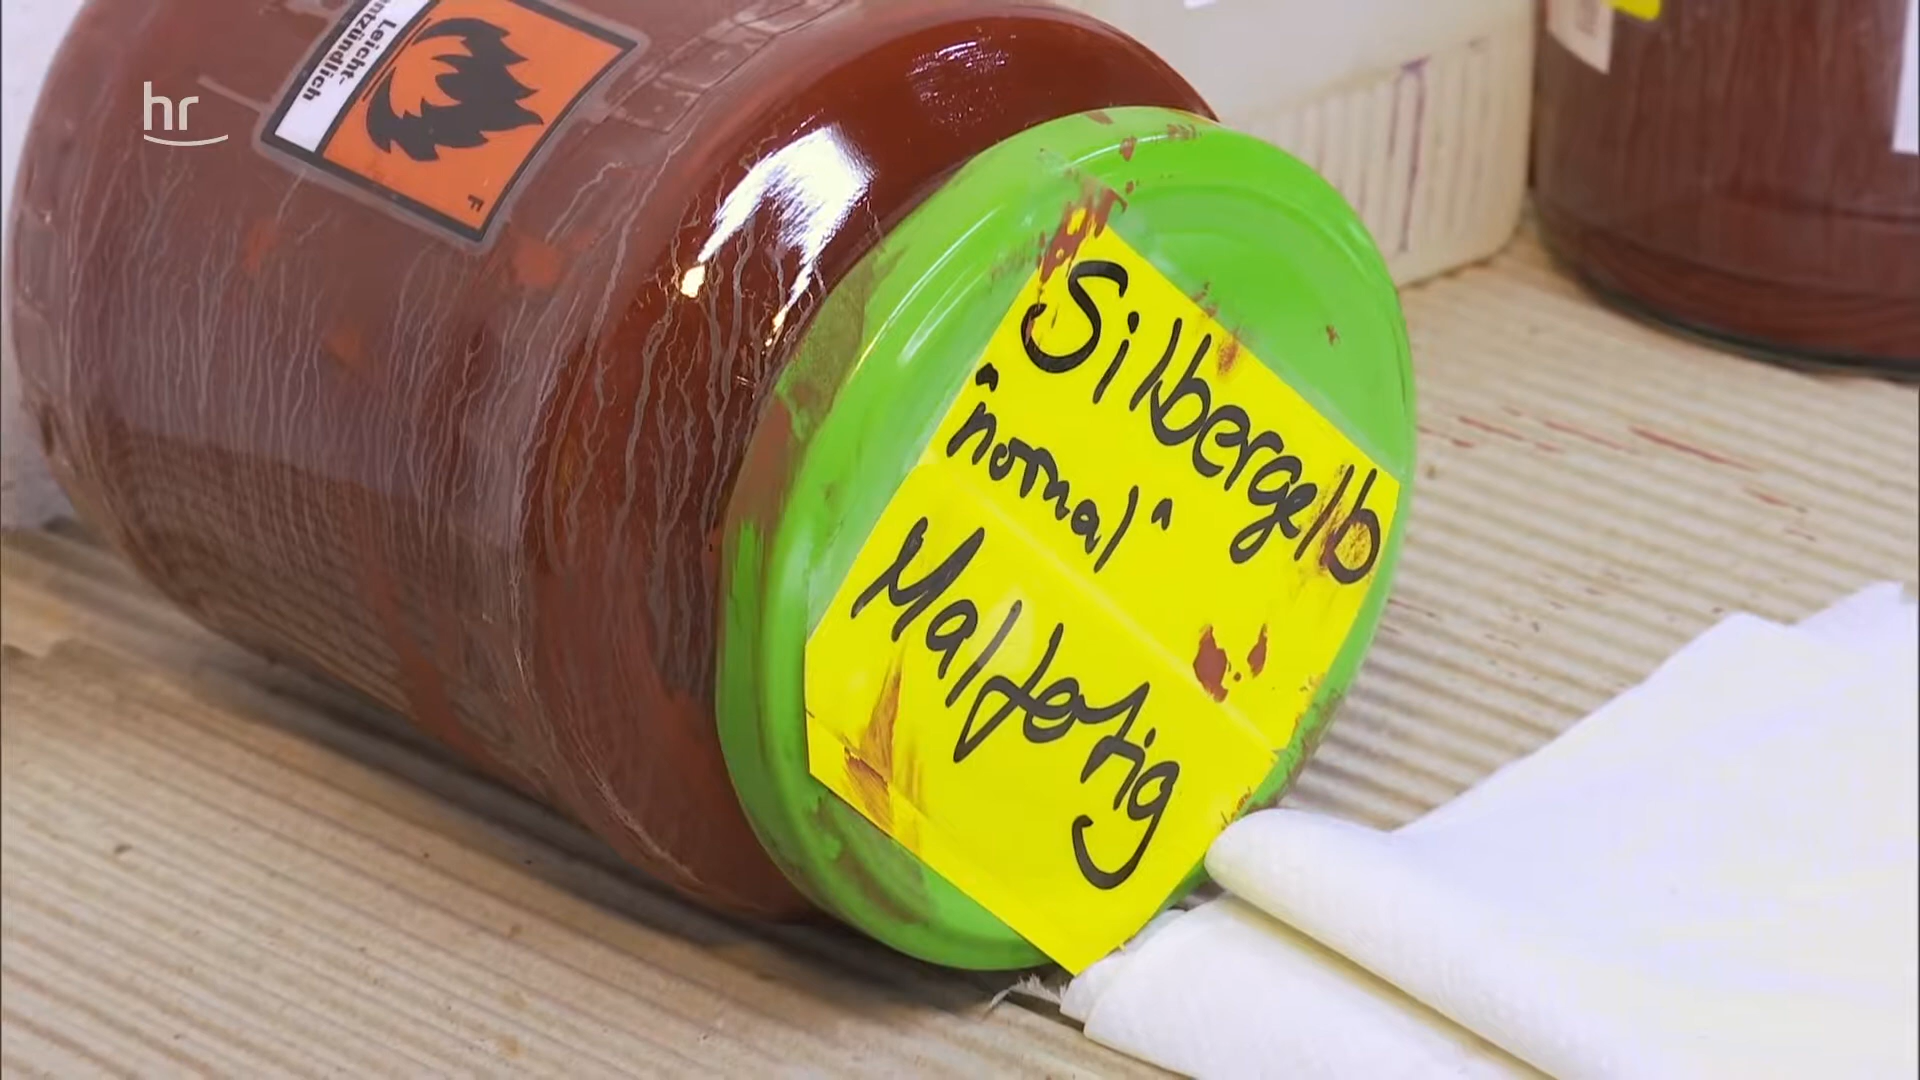 hr
Leicht-
entzündlich
F
Silbergelb
"normal"
Malfertig